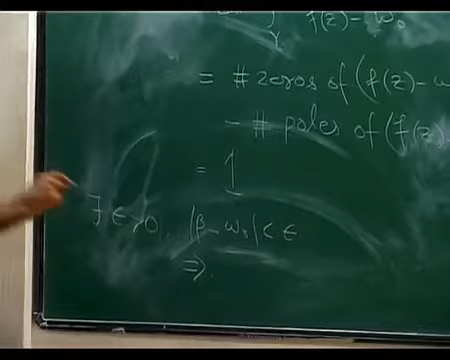 γ f(z) - w₀
= # zeros of (f(z) - w
- # poles of (f(z)
= 1
∃ ε > 0, |β - w₀| < ε
⇒